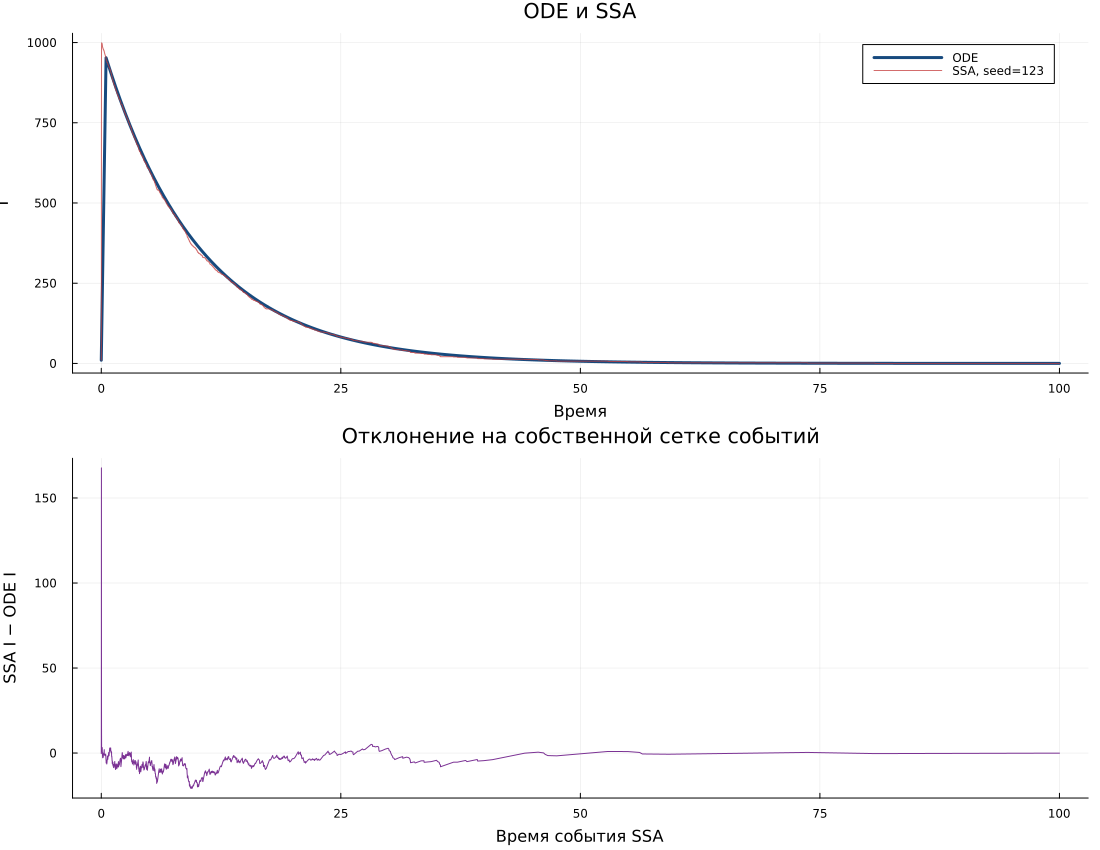 ODE и SSA
1000
750
500
250
0
I
ODE
SSA, seed=123
0
25
50
75
100
Время
Отклонение на собственной сетке событий
150
100
50
0
SSA I − ODE I
0
25
50
75
100
Время события SSA